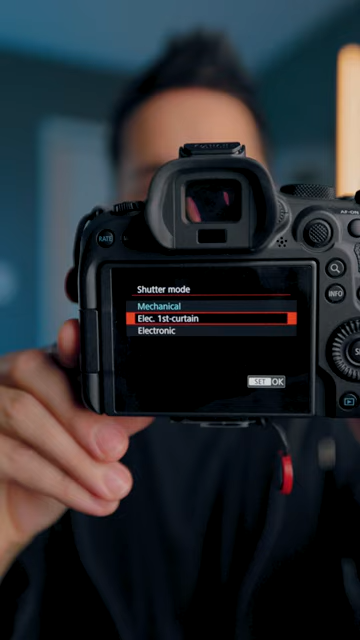 RATE
Shutter mode
Mechanical
Elec. 1st-curtain
Electronic
SET OK
INFO